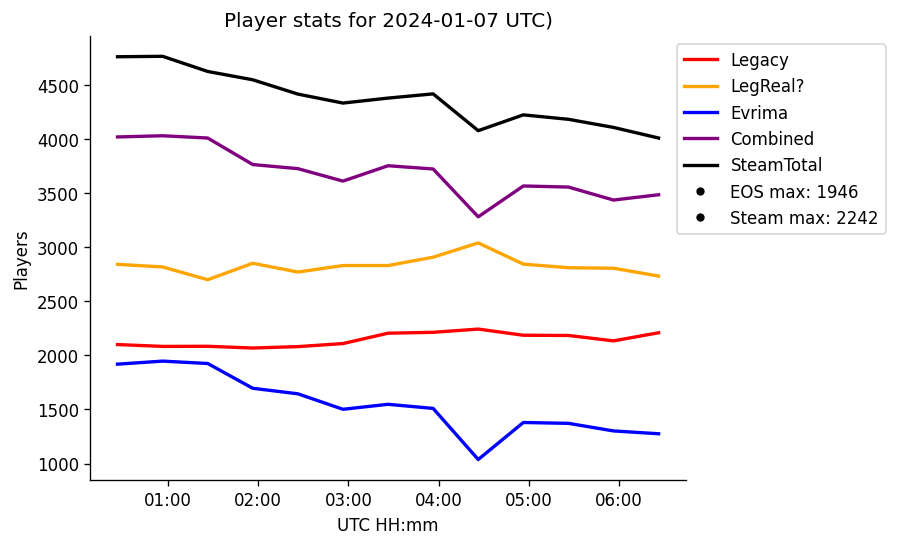 Player stats for 2024-01-07 UTC)
Legacy
LegReal?
Evrima
Combined
SteamTotal
EOS max: 1946
Steam max: 2242
Players
4500
4000
3500
3000
2500
2000
1500
1000
01:00 02:00 03:00 04:00 05:00 06:00
UTC HH:mm